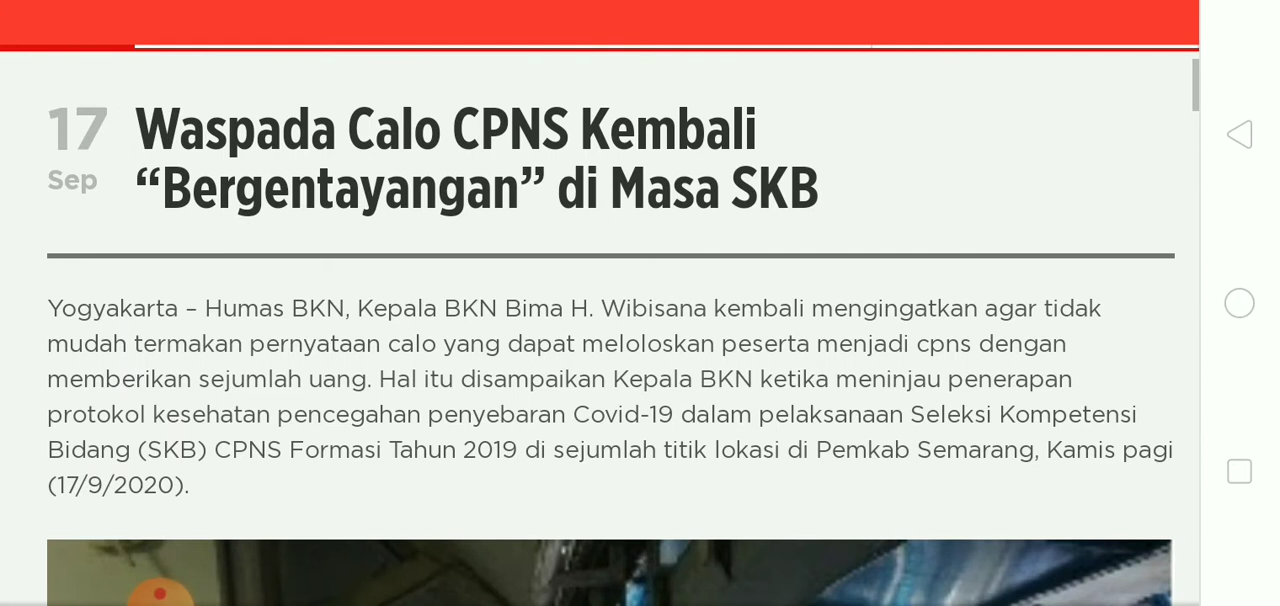 17
Sep
Waspada Calo CPNS Kembali
“Bergentayangan” di Masa SKB
Yogyakarta – Humas BKN, Kepala BKN Bima H. Wibisana kembali mengingatkan agar tidak
mudah termakan pernyataan calo yang dapat meloloskan peserta menjadi cpns dengan
memberikan sejumlah uang. Hal itu disampaikan Kepala BKN ketika meninjau penerapan
protokol kesehatan pencegahan penyebaran Covid-19 dalam pelaksanaan Seleksi Kompetensi
Bidang (SKB) CPNS Formasi Tahun 2019 di sejumlah titik lokasi di Pemkab Semarang, Kamis pagi
(17/9/2020).